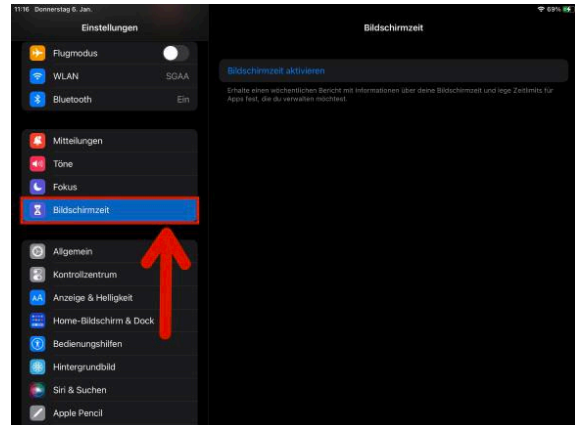 11:16 Donnerstag 6. Jan.
69%
Einstellungen
Bildschirmzeit
Flugmodus
WLAN SGAA
Bluetooth Ein
Mitteilungen
Töne
Fokus
Bildschirmzeit
Allgemein
Kontrollzentrum
AA Anzeige & Helligkeit
Home-Bildschirm & Dock
Bedienungshilfen
Hintergrundbild
Siri & Suchen
Apple Pencil
Bildschirmzeit aktivieren
Erhalte einen wöchentlichen Bericht mit Informationen über deine Bildschirmzeit und lege Zeitlimits für
Apps fest, die du verwalten möchtest.